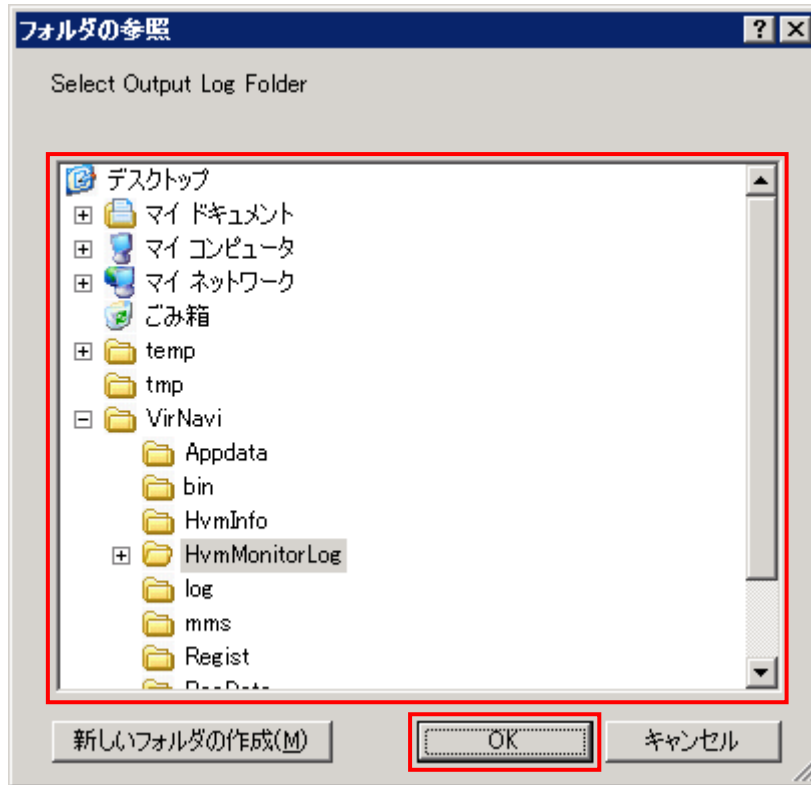 フォルダの参照
Select Output Log Folder
デスクトップ
マイ ドキュメント
マイ コンピュータ
マイ ネットワーク
ごみ箱
temp
tmp
VirNavi
Appdata
bin
HvmInfo
HvmMonitorLog
log
mms
Regist
新しいフォルダの作成(M) OK キャンセル